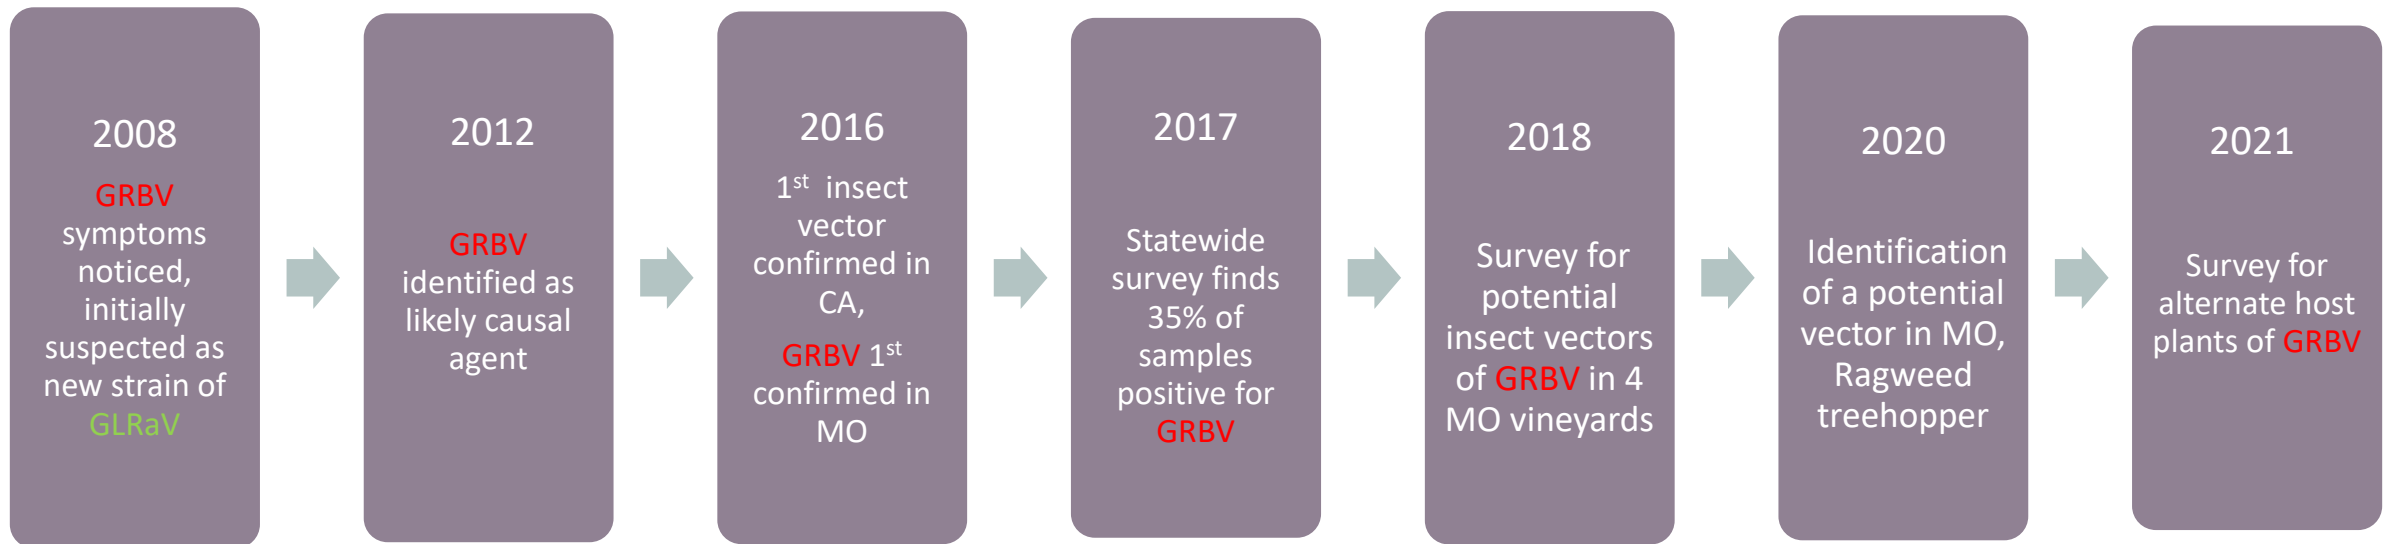 2008
GRBV
symptoms
noticed,
initially
suspected as
new strain of
GLRaV
2012
GRBV
identified as
likely causal
agent
2016
1st insect
vector
confirmed in
CA,
GRBV 1st
confirmed in
MO
2017
Statewide
survey finds
35% of
samples
positive for
GRBV
2018
Survey for
potential
insect vectors
of GRBV in 4
MO vineyards
2020
Identification
of a potential
vector in MO,
Ragweed
treehopper
2021
Survey for
alternate host
plants of GRBV